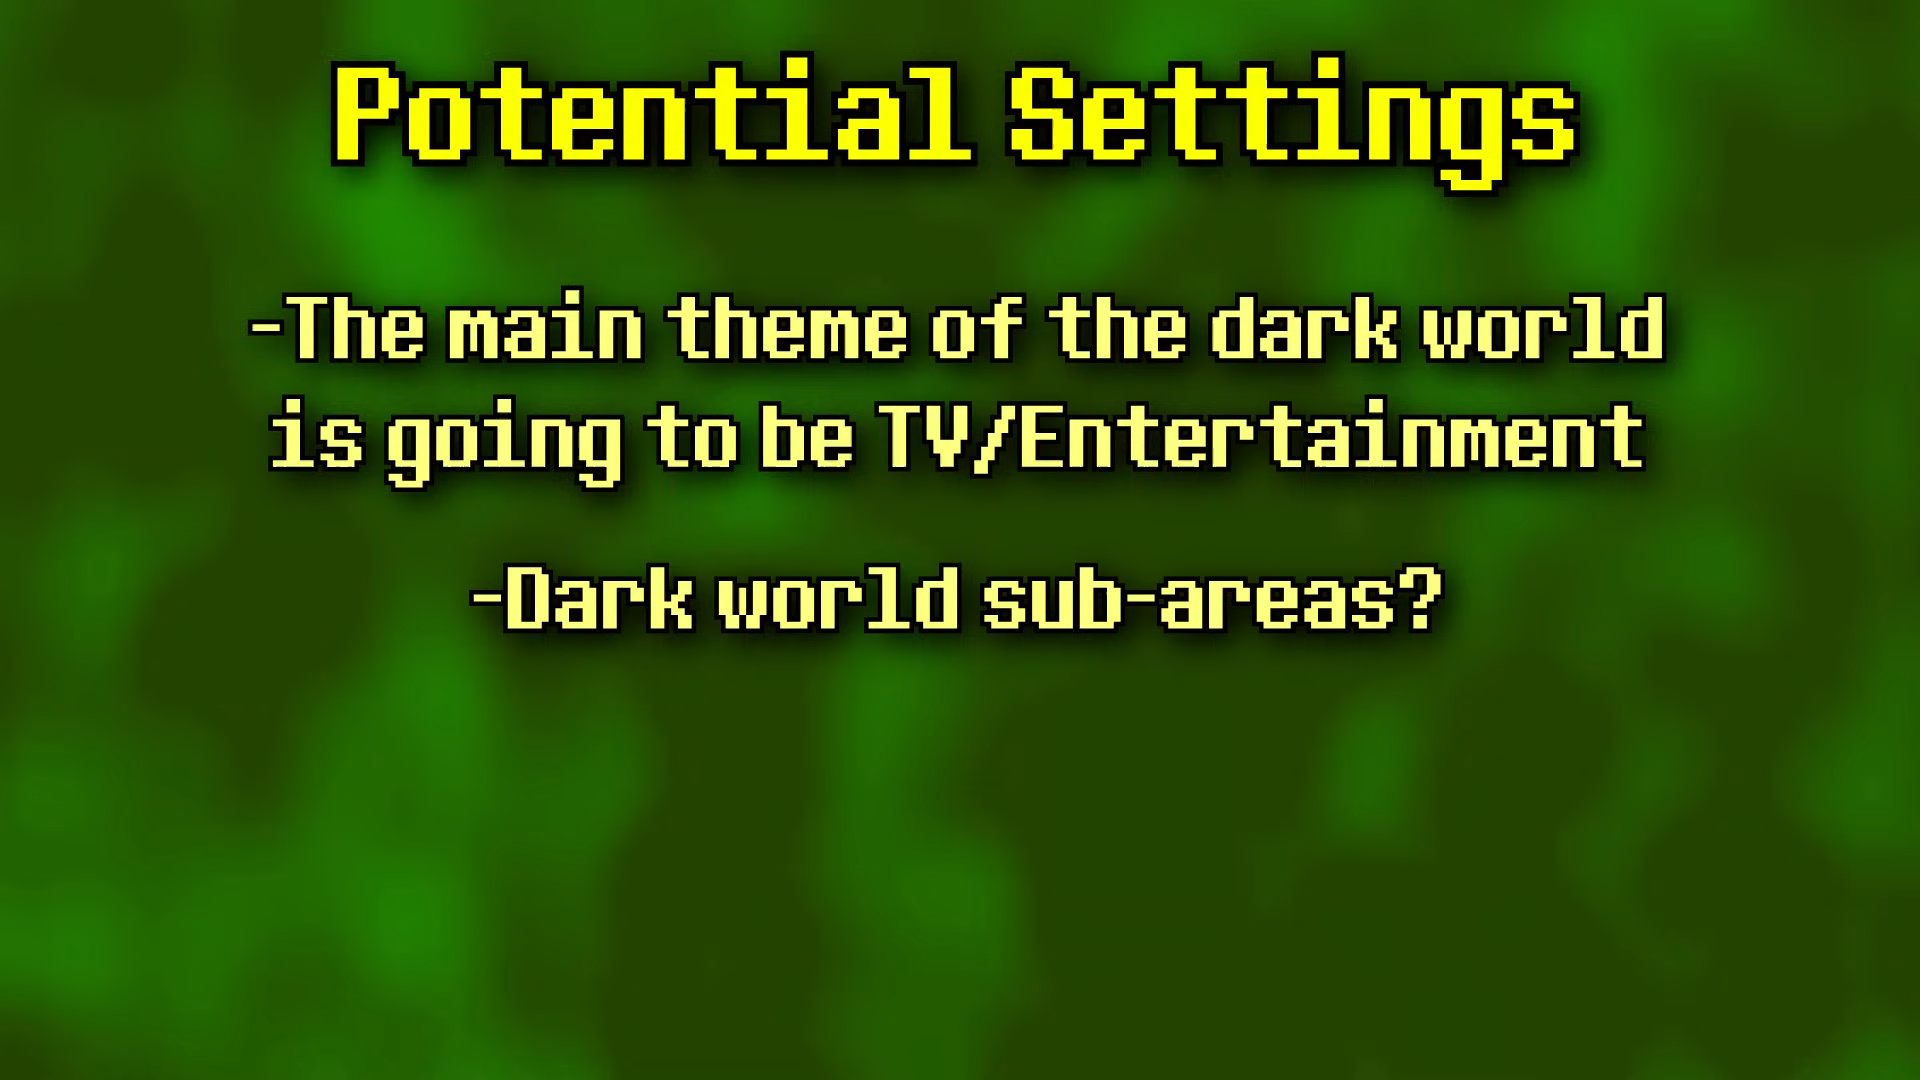 Potential Settings
-The main theme of the dark world
is going to be TV/Entertainment
-Dark world sub-areas?